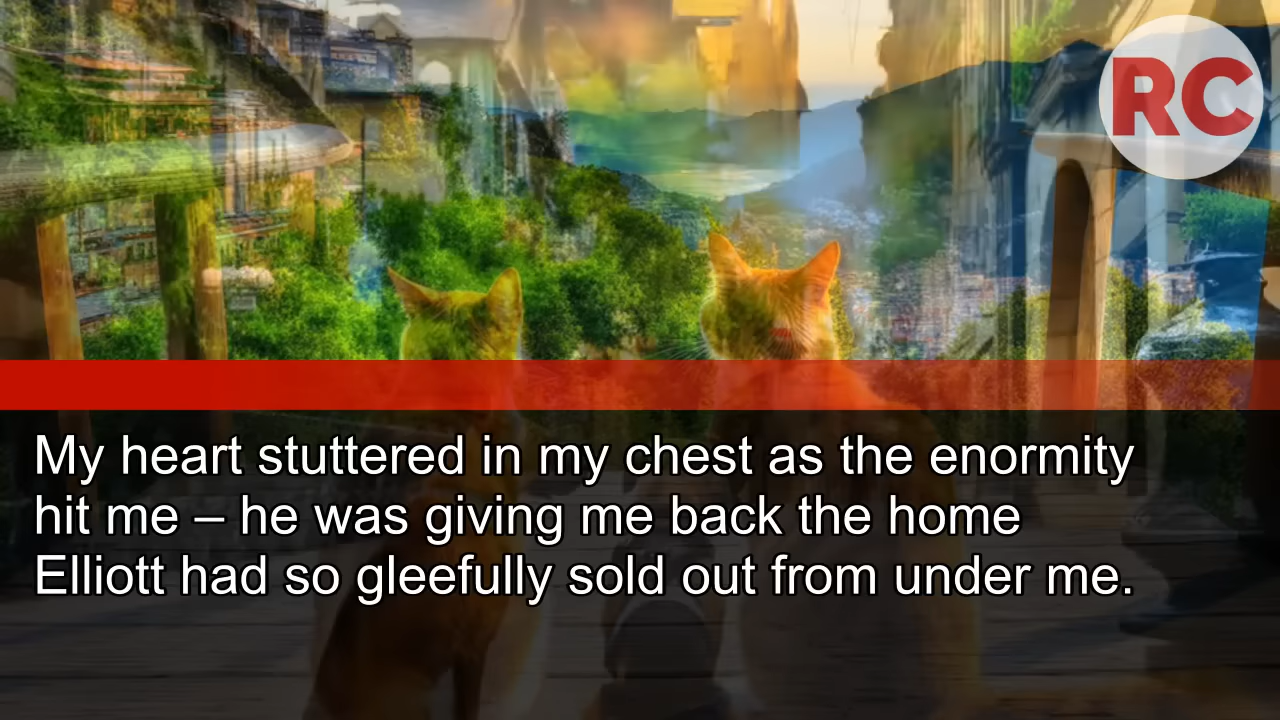 RC
My heart stuttered in my chest as the enormity
hit me – he was giving me back the home
Elliott had so gleefully sold out from under me.